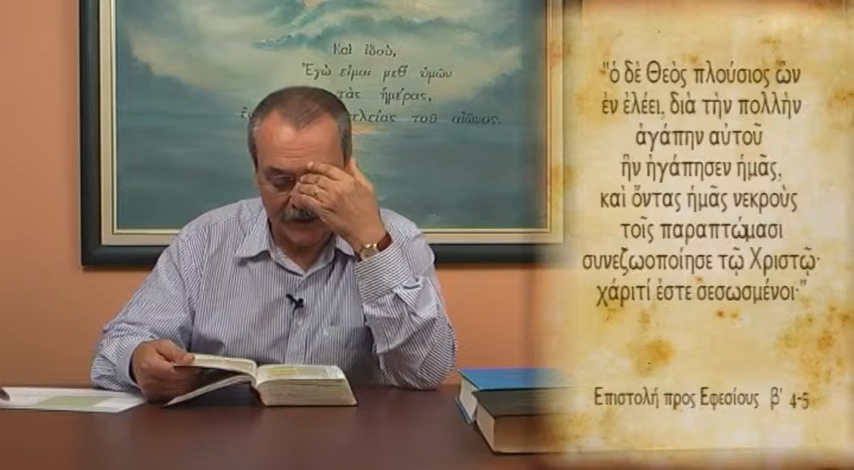 Καὶ ἰδού,
Ἐγὼ εἶμαι μεθ' ὑμῶν
τὰς ἡμέρας,
τελείας τοῦ αἰῶνος.
"ὁ δὲ Θεὸς πλούσιος ὢν
ἐν ἐλέει, διὰ τὴν πολλὴν
ἀγάπην αὐτοῦ
ἣν ἠγάπησεν ἡμᾶς,
καὶ ὄντας ἡμᾶς νεκροὺς
τοῖς παραπτώμασι
συνεζωοποίησε τῷ Χριστῷ·
χάριτί ἐστε σεσωσμένοι·"
Επιστολή προς Εφεσίους β' 4-5